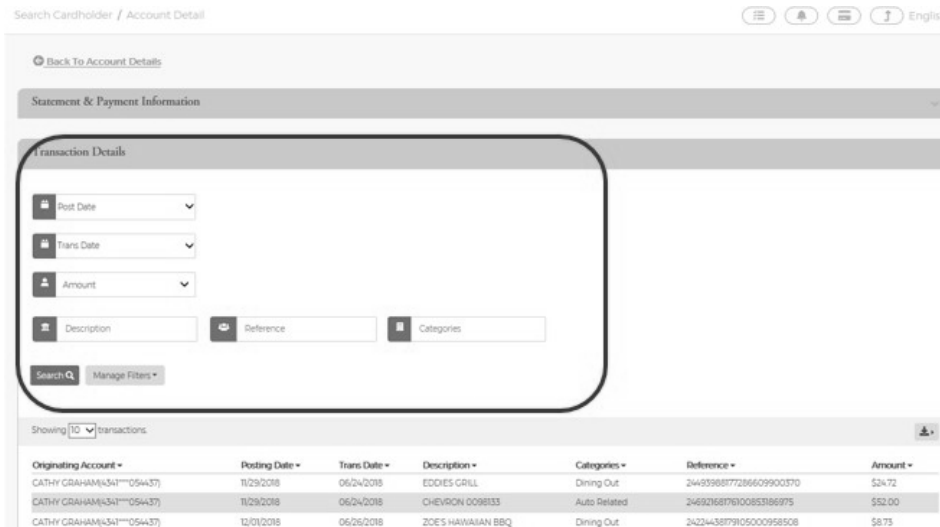 Search Cardholder / Account Detail
Englis
Back To Account Details
Statement & Payment Information
Transaction Details
Post Date
Trans Date
Amount
Description Reference Categories
Search Manage Filters
Showing 10 transactions.
Originating Account Posting Date Trans Date Description Categories Reference Amount
CATHY GRAHAM(4341***054437) 11/29/2018 06/24/2018 EDDIES GRILL Dining Out $24.72
CATHY GRAHAM(4341***054437) 11/29/2018 06/24/2018 CHEVRON 0098133 Auto Related 24692168176100853186975 $52.00
CATHY GRAHAM(4341***054437) 12/01/2018 06/26/2018 ZOE'S HAWAIIAN BBQ Dining Out 24224438179105000958508 $8.73